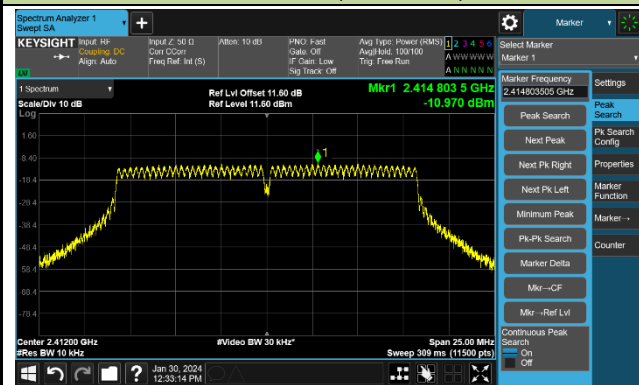 Spectrum Analyzer 1
Swept SA
Marker
KEYSIGHT
Input: RF
Coupling: DC
Align: Auto
Input Z: 50 Ω
Corr CCorr
Freq Ref: Int (S)
Atten: 10 dB
PNO: Fast
Gate: Off
IF Gain: Low
Sig Track: Off
Avg Type: Power (RMS)
Avg|Hold: 100/100
Trig: Free Run
1 2 3 4 5 6
A W W W W W
A N N N N N
Select Marker
Marker 1
LXI
1 Spectrum
Scale/Div 10 dB
Log
Ref Lvl Offset 11.60 dB
Ref Level 11.60 dBm
Mkr1 2.414 803 5 GHz
-10.970 dBm
1.60
-8.40
-18.4
-28.4
-38.4
-48.4
-58.4
-68.4
-78.4
1
Center 2.41200 GHz
#Res BW 10 kHz
#Video BW 30 kHz*
Span 25.00 MHz
Sweep 309 ms (11500 pts)
Marker Frequency
2.414803505 GHz
Peak Search
Next Peak
Next Pk Right
Next Pk Left
Minimum Peak
Pk-Pk Search
Marker Delta
Mkr→CF
Mkr→Ref Lvl
Continuous Peak
Search
On
Off
Settings
Peak
Search
Pk Search
Config
Properties
Marker
Function
Marker→
Counter
?
Jan 30, 2024
12:33:14 PM